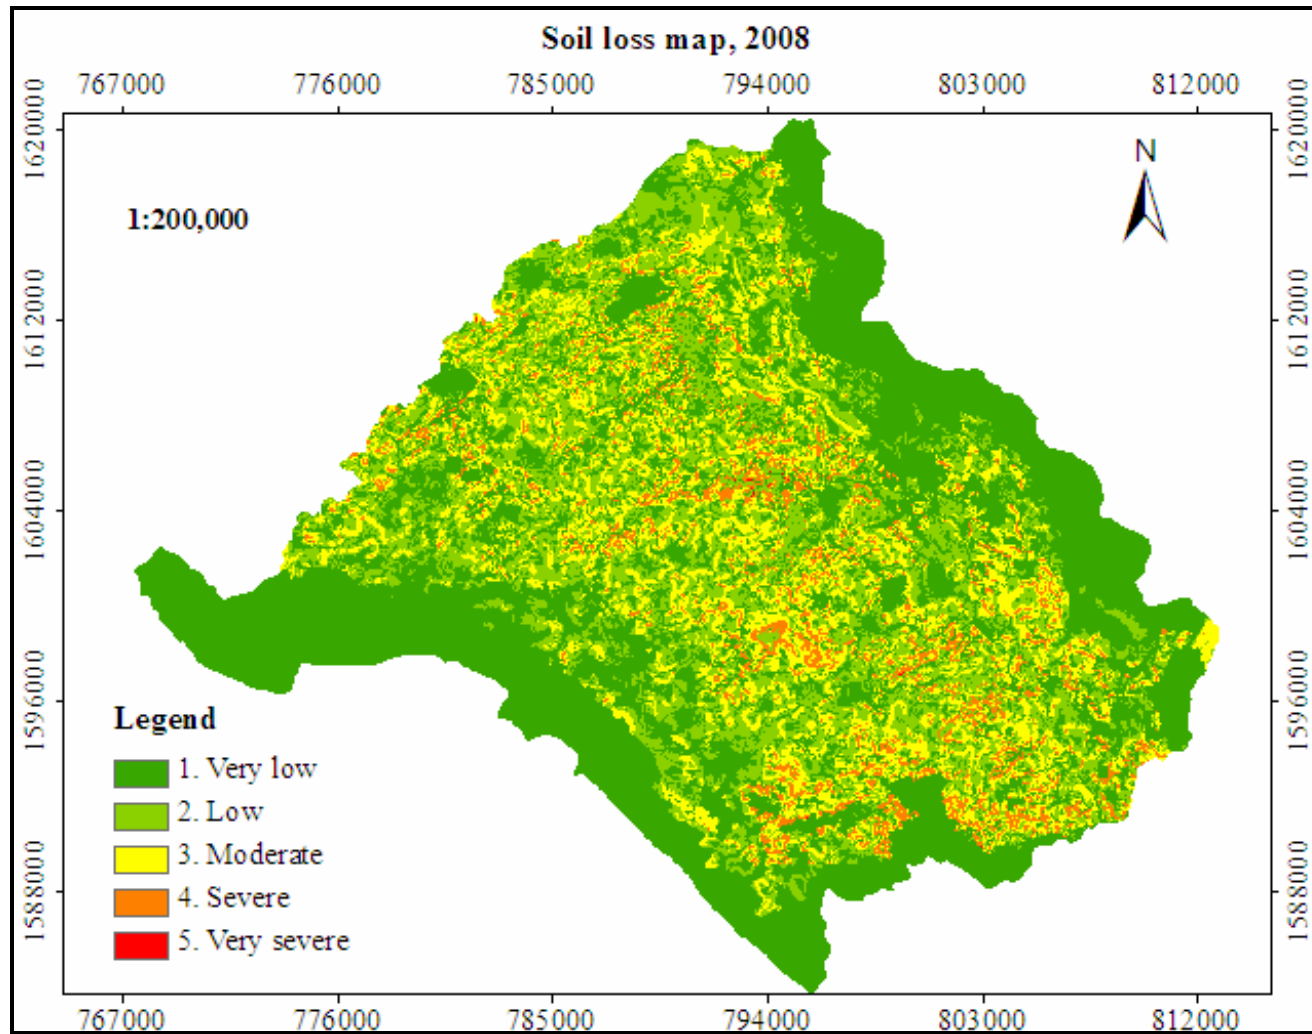 Soil loss map, 2008
767000 776000 785000 794000 803000 812000
1620000 1620000
N
1:200,000
1612000 1612000
1604000 1604000
1596000 1596000
Legend
1. Very low
2. Low
3. Moderate
4. Severe
5. Very severe
1588000 1588000
767000 776000 785000 794000 803000 812000